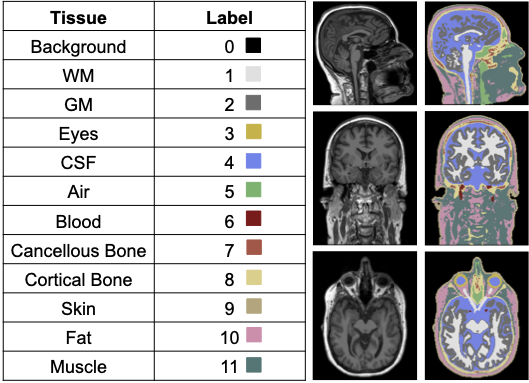 Tissue Label
Background 0
WM 1
GM 2
Eyes 3
CSF 4
Air 5
Blood 6
Cancellous Bone 7
Cortical Bone 8
Skin 9
Fat 10
Muscle 11